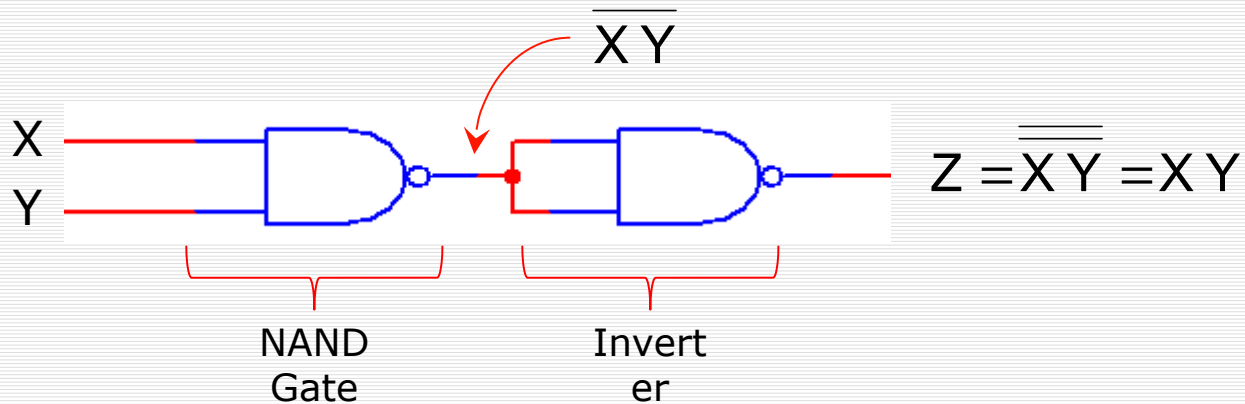 X̅ Y̅
X
Y
Z = X̿ Y̿ = X Y
NAND
Gate
Invert
er